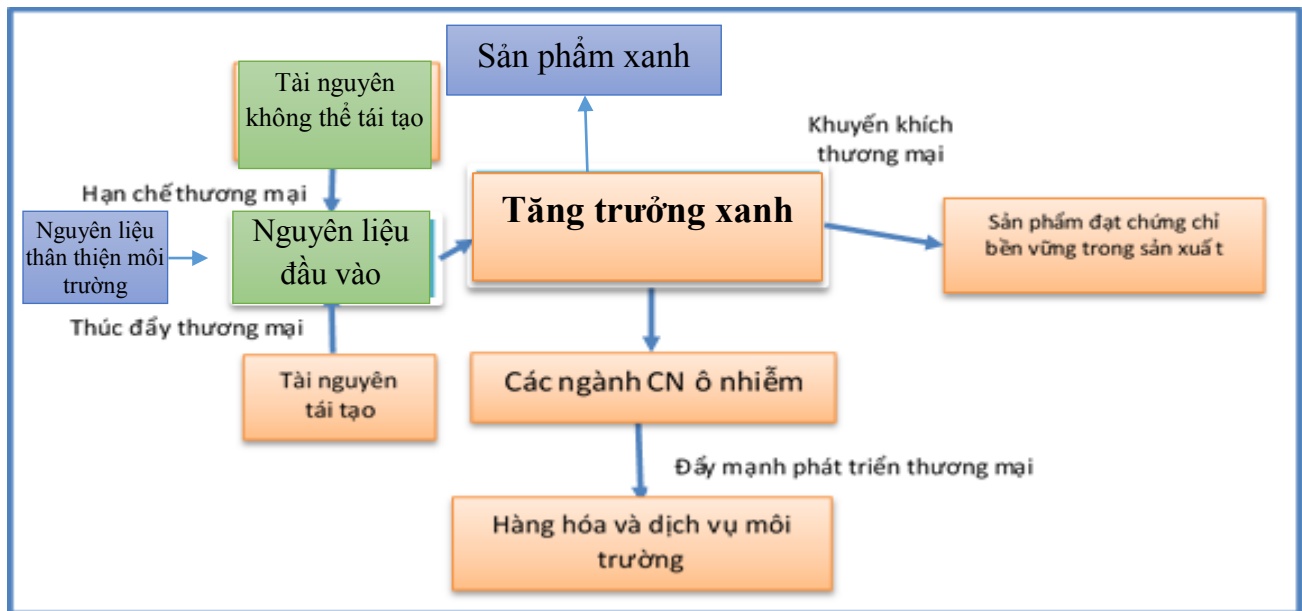 Sản phẩm xanh
Tài nguyên
không thể tái tạo
Khuyến khích
thương mại
Hạn chế thương mại
Nguyên liệu
thân thiện môi
trường
Nguyên liệu
đầu vào
Tăng trưởng xanh
Sản phẩm đạt chứng chỉ
bền vững trong sản xuất
Thúc đẩy thương mại
Tài nguyên
tái tạo
Các ngành CN ô nhiễm
Đẩy mạnh phát triển thương mại
Hàng hóa và dịch vụ môi
trường